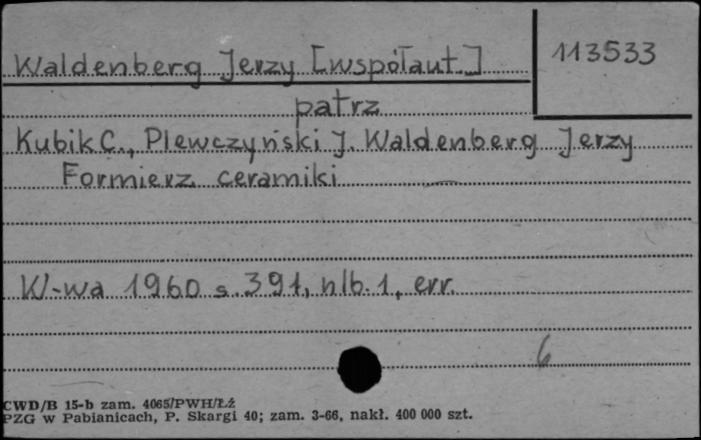 Waldenberg Jerzy [współaut.]
113533
patrz
Kubik C., Plewczyński J. Waldenberg Jerzy
Formierz ceramiki
W-wa 1960 s. 391, nlb. 1, err.
6
CWD/B 15-b zam. 4065/PWH/Łź
PZG w Pabianicach, P. Skargi 40; zam. 3-66, nakł. 400 000 szt.